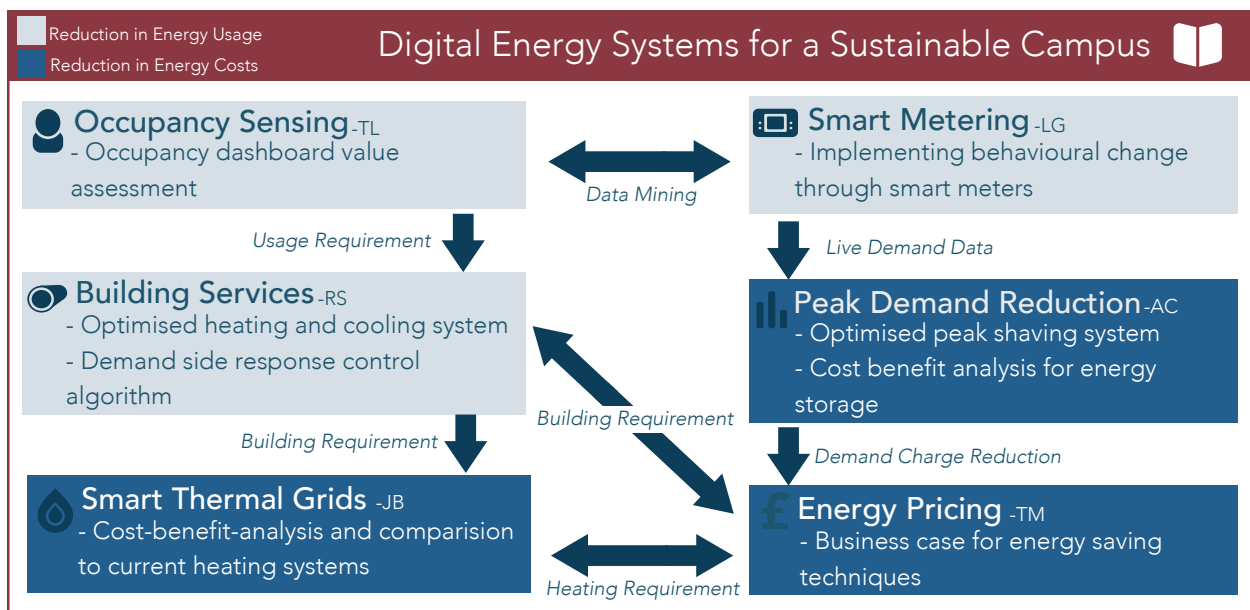 Reduction in Energy Usage
Reduction in Energy Costs
Digital Energy Systems for a Sustainable Campus
Occupancy Sensing -TL
- Occupancy dashboard value
assessment
Data Mining
Smart Metering -LG
- Implementing behavioural change
through smart meters
Usage Requirement
Live Demand Data
Building Services -RS
- Optimised heating and cooling system
- Demand side response control
algorithm
Peak Demand Reduction -AC
- Optimised peak shaving system
- Cost benefit analysis for energy
storage
Building Requirement
Building Requirement
Demand Charge Reduction
Smart Thermal Grids -JB
- Cost-benefit-analysis and comparision
to current heating systems
Heating Requirement
£ Energy Pricing -TM
- Business case for energy saving
techniques